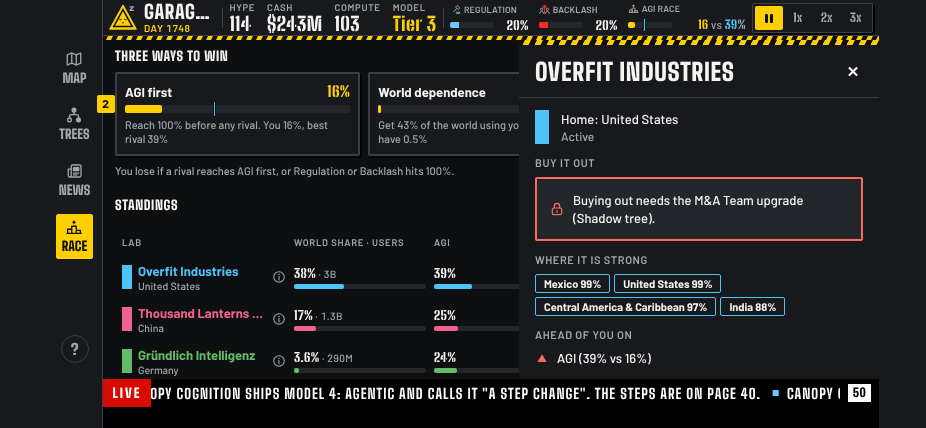 GARAG...
DAY 1748
HYPE
114
CASH
$243M
COMPUTE
103
MODEL
Tier 3
REGULATION
20%
BACKLASH
20%
AGI RACE
16 vs 39%
1x
2x
3x
MAP
2
TREES
NEWS
RACE
?
THREE WAYS TO WIN
AGI first
16%
Reach 100% before any rival. You 16%, best
rival 39%
World dependence
Get 43% of the world using yo
have 0.5%
You lose if a rival reaches AGI first, or Regulation or Backlash hits 100%.
STANDINGS
LAB
WORLD SHARE · USERS
AGI
Overfit Industries
United States
38% · 3B
39%
Thousand Lanterns ...
China
17% · 1.3B
25%
Gründlich Intelligenz
Germany
3.6% · 290M
24%
OVERFIT INDUSTRIES
Home: United States
Active
BUY IT OUT
Buying out needs the M&A Team upgrade
(Shadow tree).
WHERE IT IS STRONG
Mexico 99%
United States 99%
Central America & Caribbean 97%
India 88%
AHEAD OF YOU ON
AGI (39% vs 16%)
LIVE
OPY COGNITION SHIPS MODEL 4: AGENTIC AND CALLS IT "A STEP CHANGE". THE STEPS ARE ON PAGE 40.
CANOPY
50